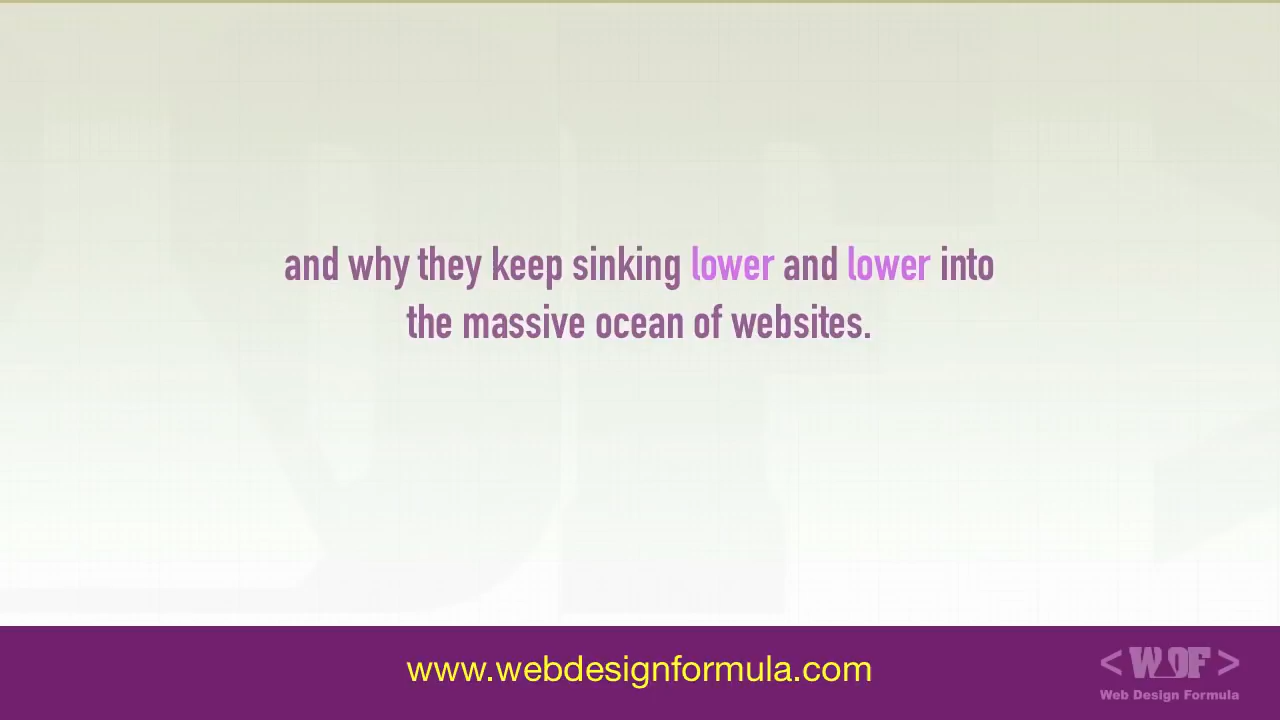 and why they keep sinking lower and lower into
the massive ocean of websites.
www.webdesignformula.com
<WDF>
Web Design Formula